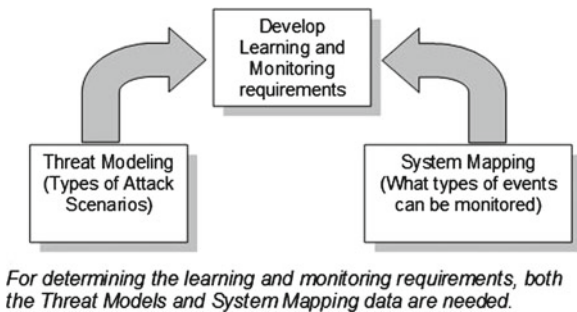 Develop
Learning and
Monitoring
requirements
Threat Modeling
(Types of Attack
Scenarios)
System Mapping
(What types of events
can be monitored)
For determining the learning and monitoring requirements, both
the Threat Models and System Mapping data are needed.